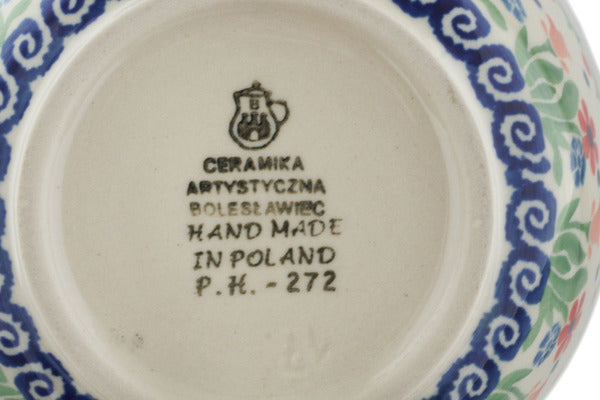 B
CERAMIKA
ARTYSTYCZNA
BOLESŁAWIEC
HAND MADE
IN POLAND
P.H. - 272